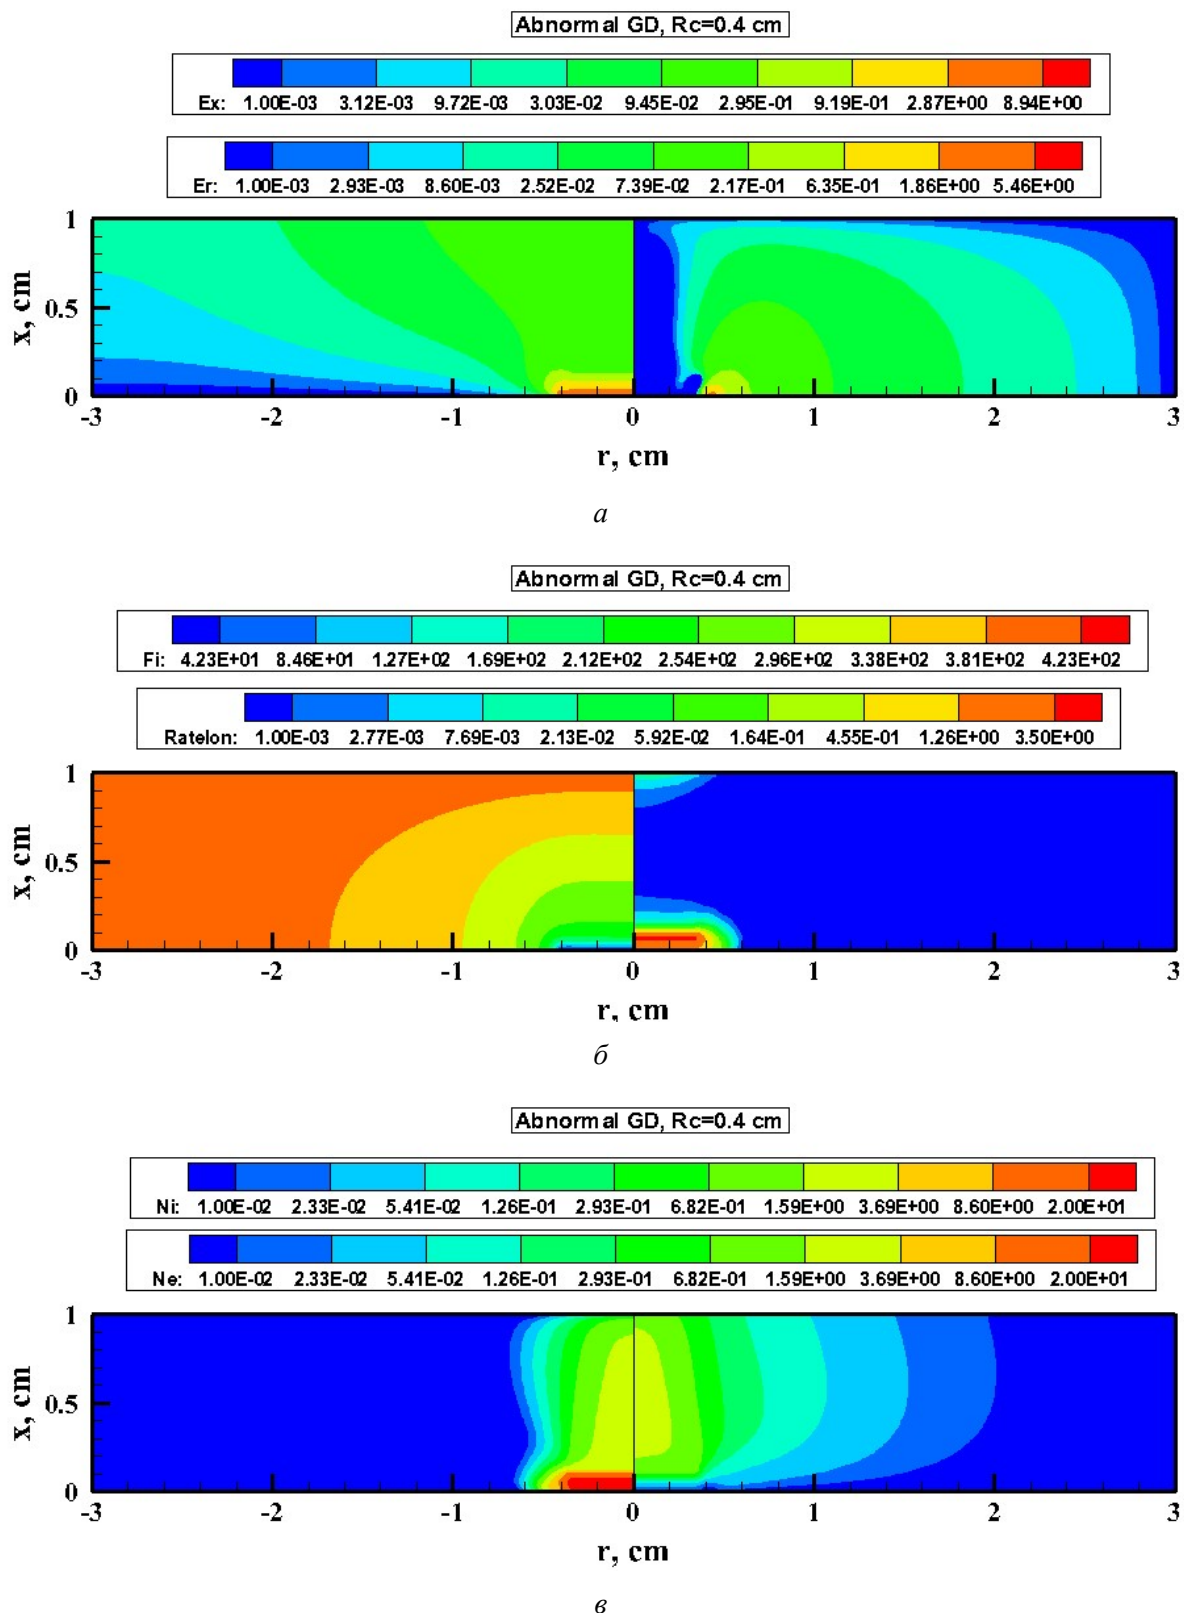 Abnormal GD, Rc=0.4 cm
Ex: 1.00E-03 3.12E-03 9.72E-03 3.03E-02 9.45E-02 2.95E-01 9.19E-01 2.87E+00 8.94E+00
Er: 1.00E-03 2.93E-03 8.60E-03 2.52E-02 7.39E-02 2.17E-01 6.35E-01 1.86E+00 5.46E+00
1
x, cm
0.5
0
-3 -2 -1 0 1 2 3
r, cm
а
Abnormal GD, Rc=0.4 cm
Fi: 4.23E+01 8.46E+01 1.27E+02 1.69E+02 2.12E+02 2.54E+02 2.96E+02 3.38E+02 3.81E+02 4.23E+02
RateIon: 1.00E-03 2.77E-03 7.69E-03 2.13E-02 5.92E-02 1.64E-01 4.55E-01 1.26E+00 3.50E+00
1
x, cm
0.5
0
-3 -2 -1 0 1 2 3
r, cm
б
Abnormal GD, Rc=0.4 cm
Ni: 1.00E-02 2.33E-02 5.41E-02 1.26E-01 2.93E-01 6.82E-01 1.59E+00 3.69E+00 8.60E+00 2.00E+01
Ne: 1.00E-02 2.33E-02 5.41E-02 1.26E-01 2.93E-01 6.82E-01 1.59E+00 3.69E+00 8.60E+00 2.00E+01
1
x, cm
0.5
0
-3 -2 -1 0 1 2 3
r, cm
в